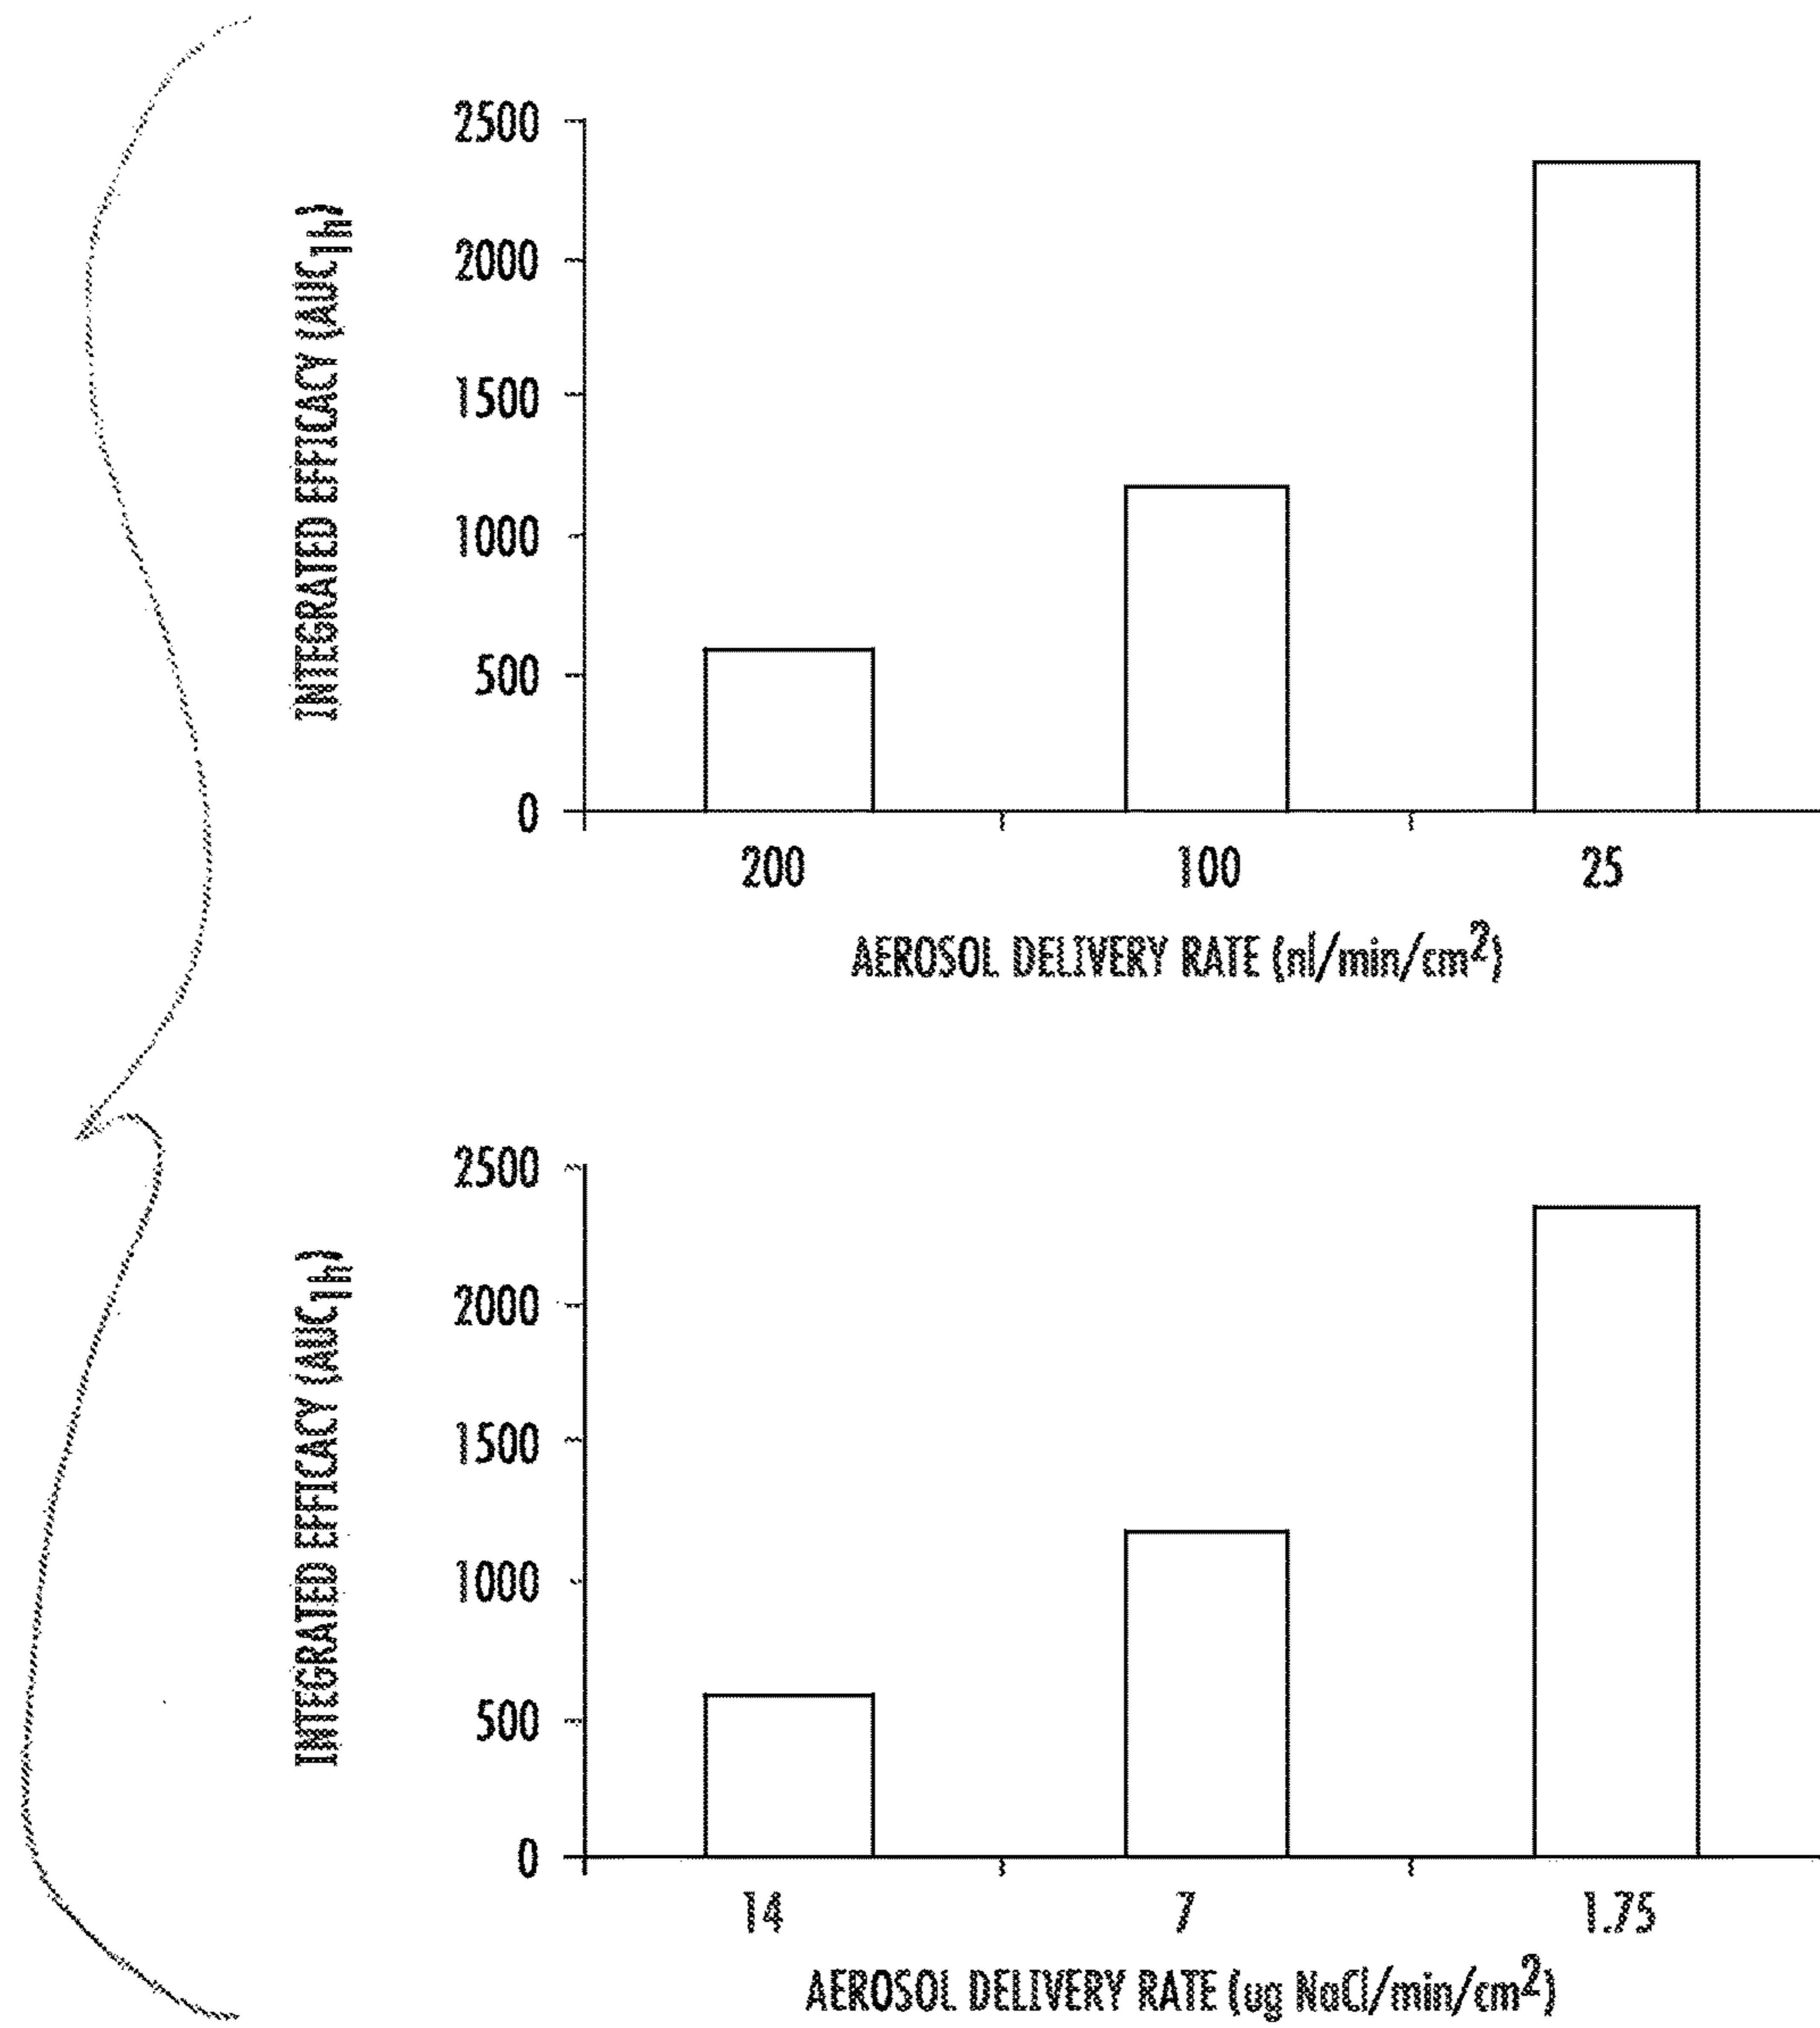 INTEGRATED EFFICACY (AUC1h)
2500
2000
1500
1000
500
0
200 100 25
AEROSOL DELIVERY RATE (nl/min/cm²)
INTEGRATED EFFICACY (AUC1h)
2500
2000
1500
1000
500
0
14 7 1.75
AEROSOL DELIVERY RATE (ug NaCl/min/cm²)